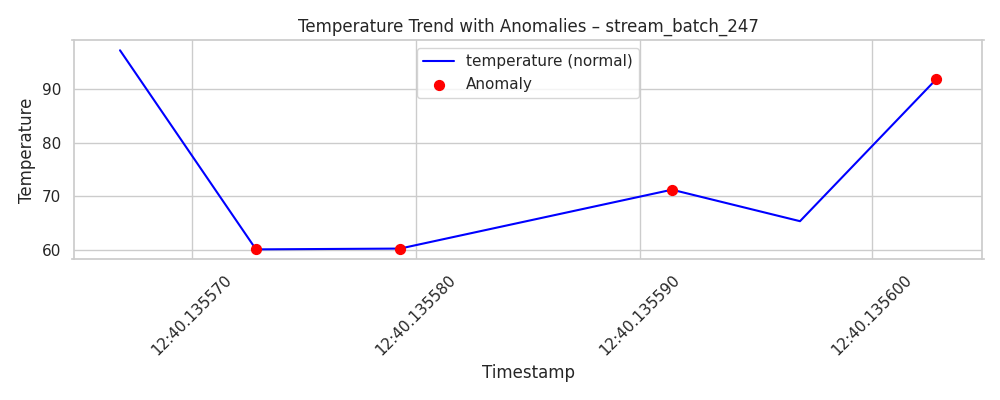 Temperature Trend with Anomalies – stream_batch_247
temperature (normal)
Anomaly
Temperature
90
80
70
60
12:40.135570
12:40.135580
12:40.135590
12:40.135600
Timestamp